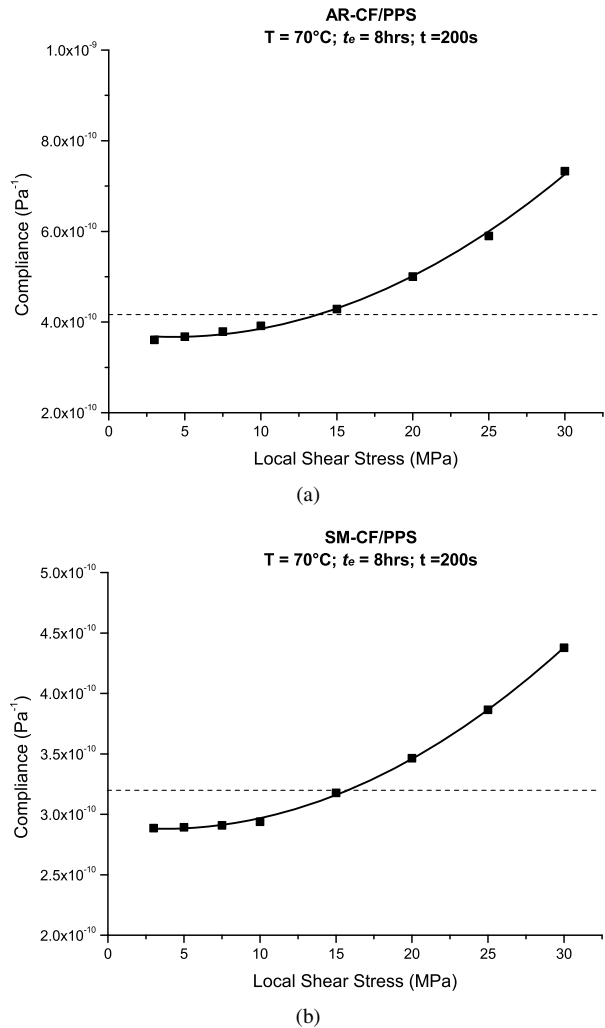 AR-CF/PPS
T = 70°C; te = 8hrs; t =200s
1.0x10-9
8.0x10-10
6.0x10-10
4.0x10-10
2.0x10-10
Compliance (Pa-1)
0 5 10 15 20 25 30
Local Shear Stress (MPa)
(a)
SM-CF/PPS
T = 70°C; te = 8hrs; t =200s
5.0x10-10
4.5x10-10
4.0x10-10
3.5x10-10
3.0x10-10
2.5x10-10
2.0x10-10
Compliance (Pa-1)
0 5 10 15 20 25 30
Local Shear Stress (MPa)
(b)